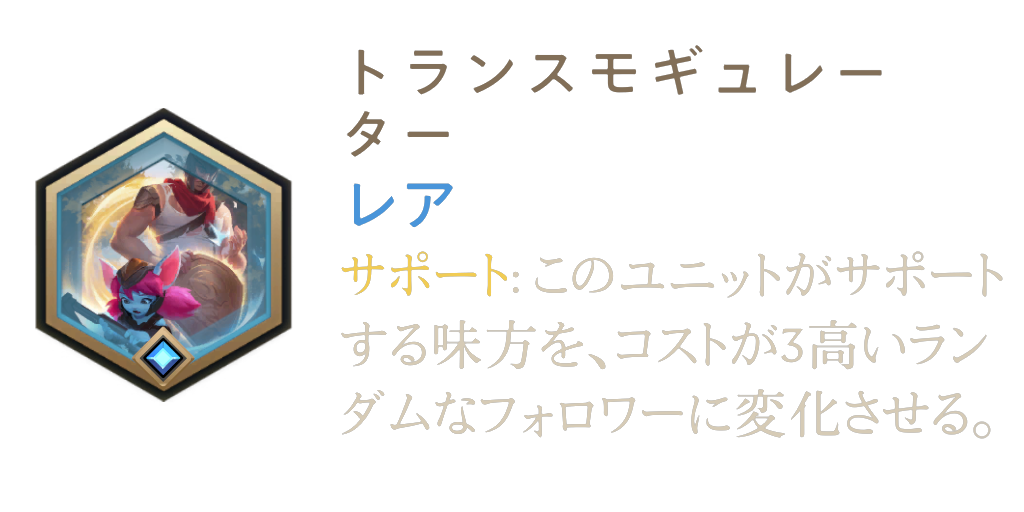 トランスモギュレー
ター
レア
サポート: このユニットがサポート
する味方を、コストが3高いラン
ダムなフォロワーに変化させる。